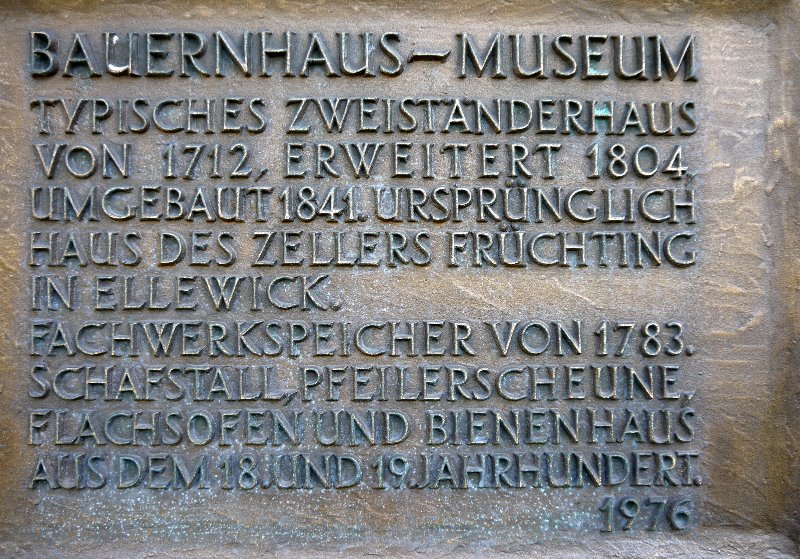 BAUERNHAUS-MUSEUM
TYPISCHES ZWEISTÄNDERHAUS
VON 1712, ERWEITERT 1804,
UMGEBAUT 1841. URSPRÜNGLICH
HAUS DES ZELLERS FRÜCHTING
IN ELLEWICK.
FACHWERKSPEICHER VON 1783.
SCHAFSTALL, PFEILERSCHEUNE,
FLACHSOFEN UND BIENENHAUS
AUS DEM 18. UND 19. JAHRHUNDERT.
1976